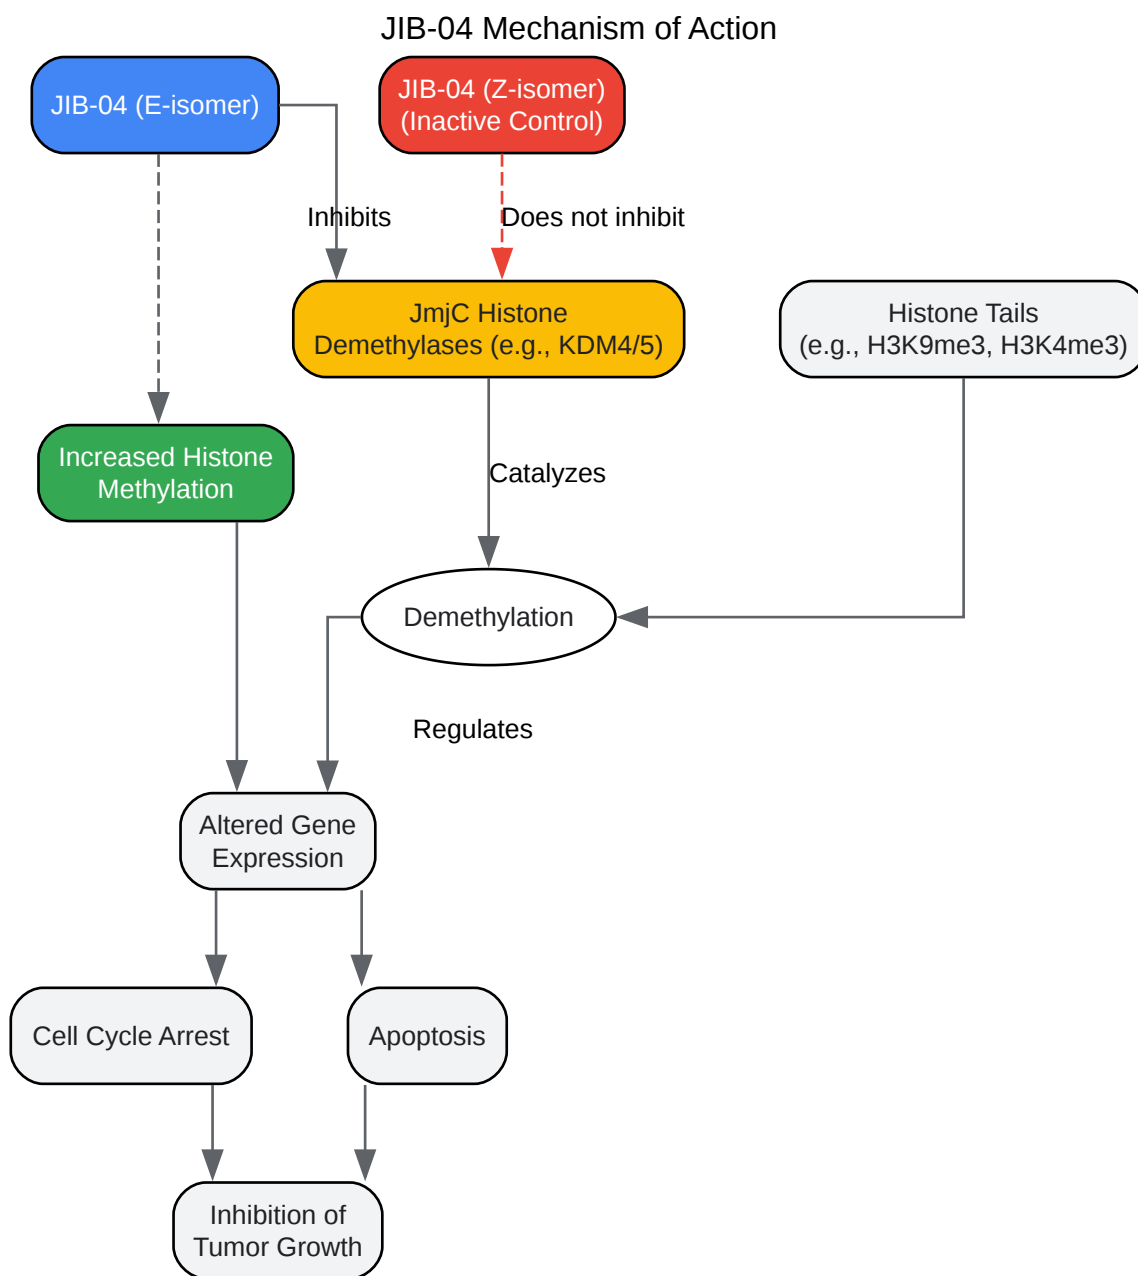 JIB-04 Mechanism of Action
JIB-04 (E-isomer)
JIB-04 (Z-isomer)
(Inactive Control)
Inhibits
Does not inhibit
JmjC Histone
Demethylases (e.g., KDM4/5)
Histone Tails
(e.g., H3K9me3, H3K4me3)
Increased Histone
Methylation
Catalyzes
Demethylation
Regulates
Altered Gene
Expression
Cell Cycle Arrest
Apoptosis
Inhibition of
Tumor Growth